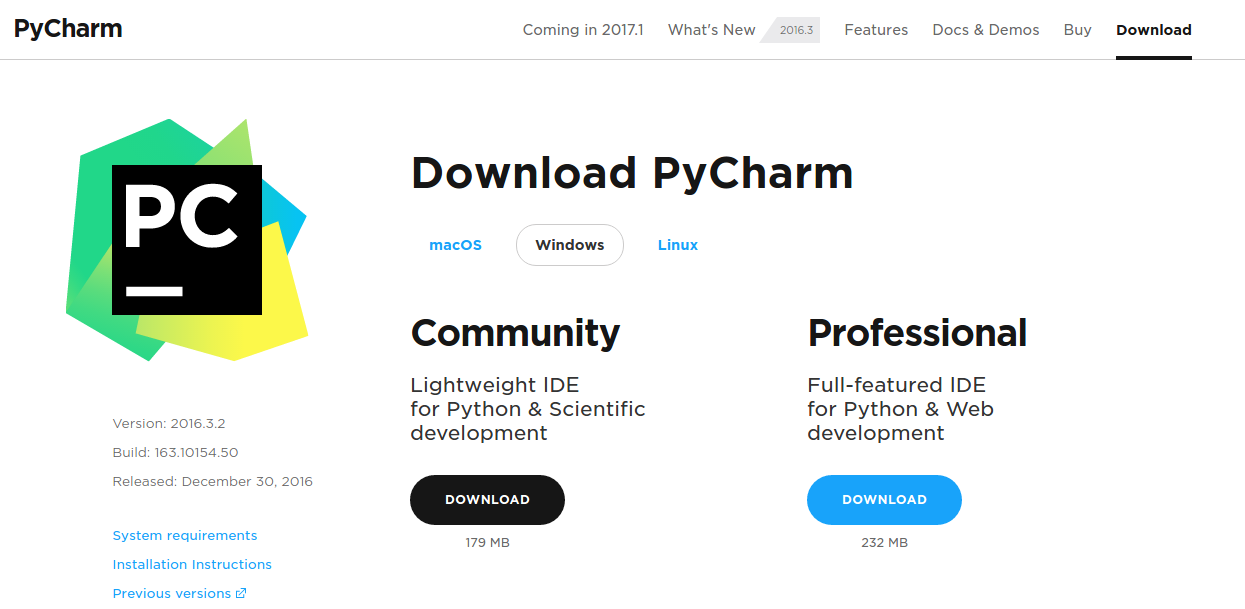 PyCharm
Coming in 2017.1 What's New 2016.3 Features Docs & Demos Buy Download
PC
Download PyCharm
macOS Windows Linux
Community
Lightweight IDE
for Python & Scientific
development
DOWNLOAD
179 MB
Professional
Full-featured IDE
for Python & Web
development
DOWNLOAD
232 MB
Version: 2016.3.2
Build: 163.10154.50
Released: December 30, 2016
System requirements
Installation Instructions
Previous versions